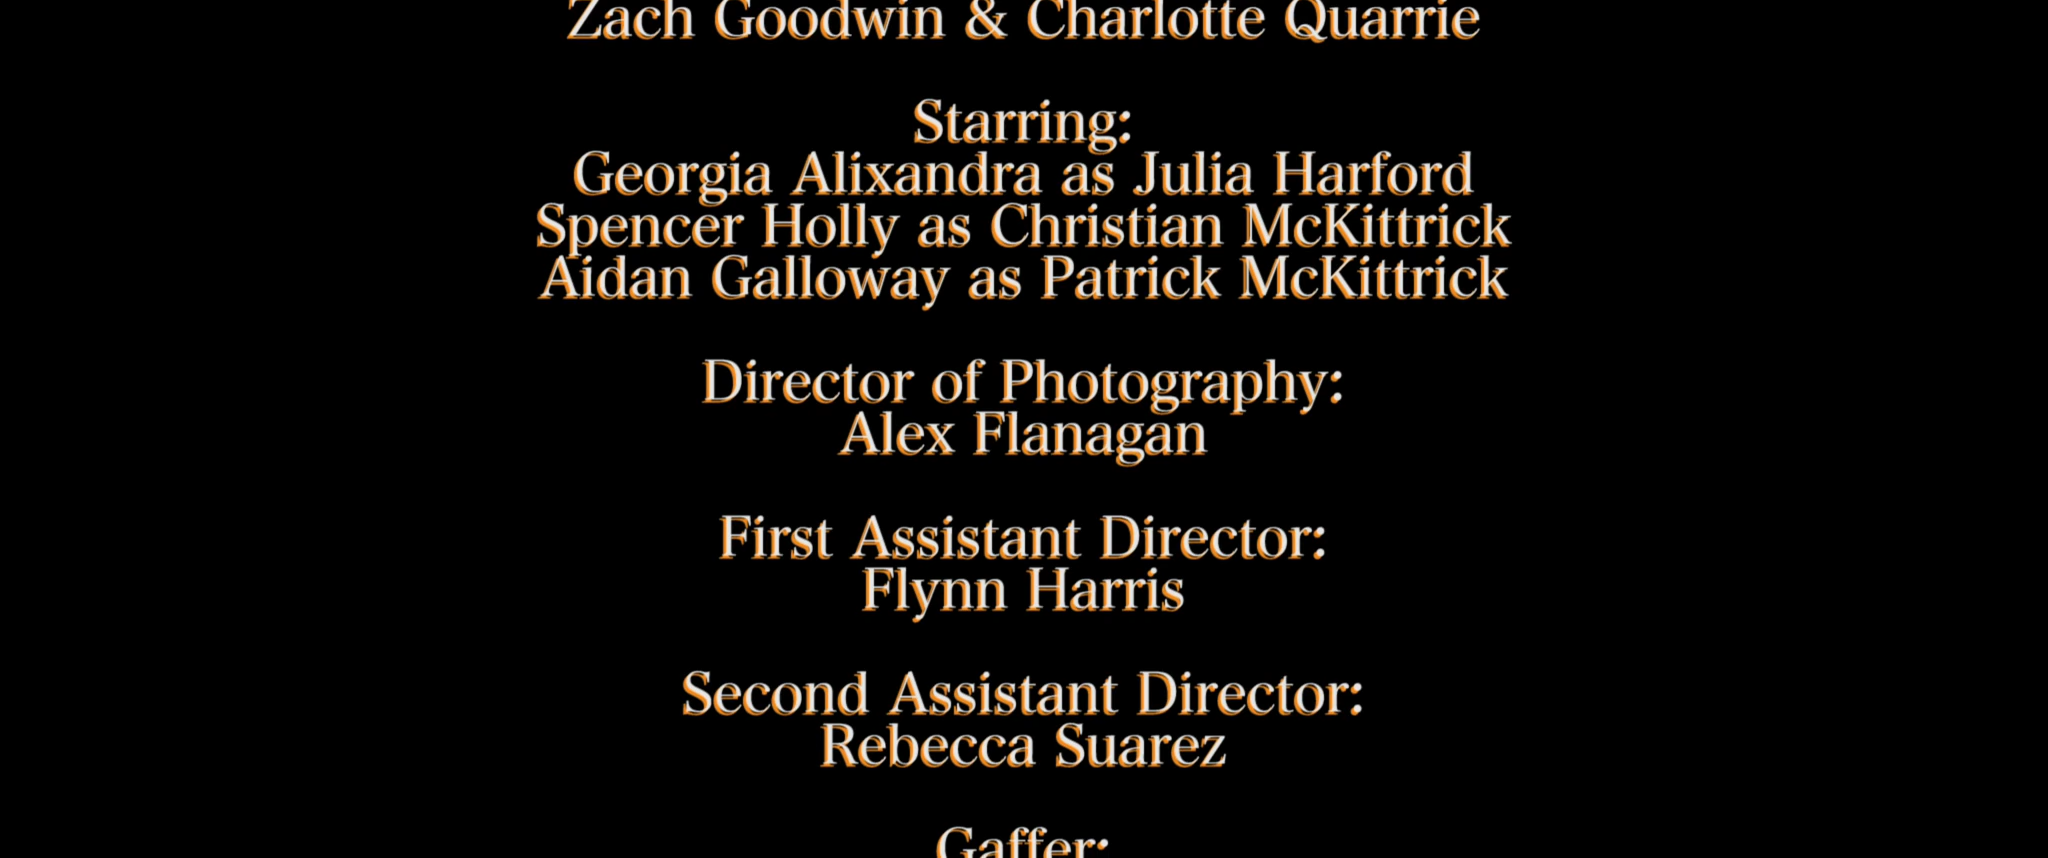 Zach Goodwin & Charlotte Quarrie
Starring:
Georgia Alixandra as Julia Harford
Spencer Holly as Christian McKittrick
Aidan Galloway as Patrick McKittrick
Director of Photography:
Alex Flanagan
First Assistant Director:
Flynn Harris
Second Assistant Director:
Rebecca Suarez
Gaffer: